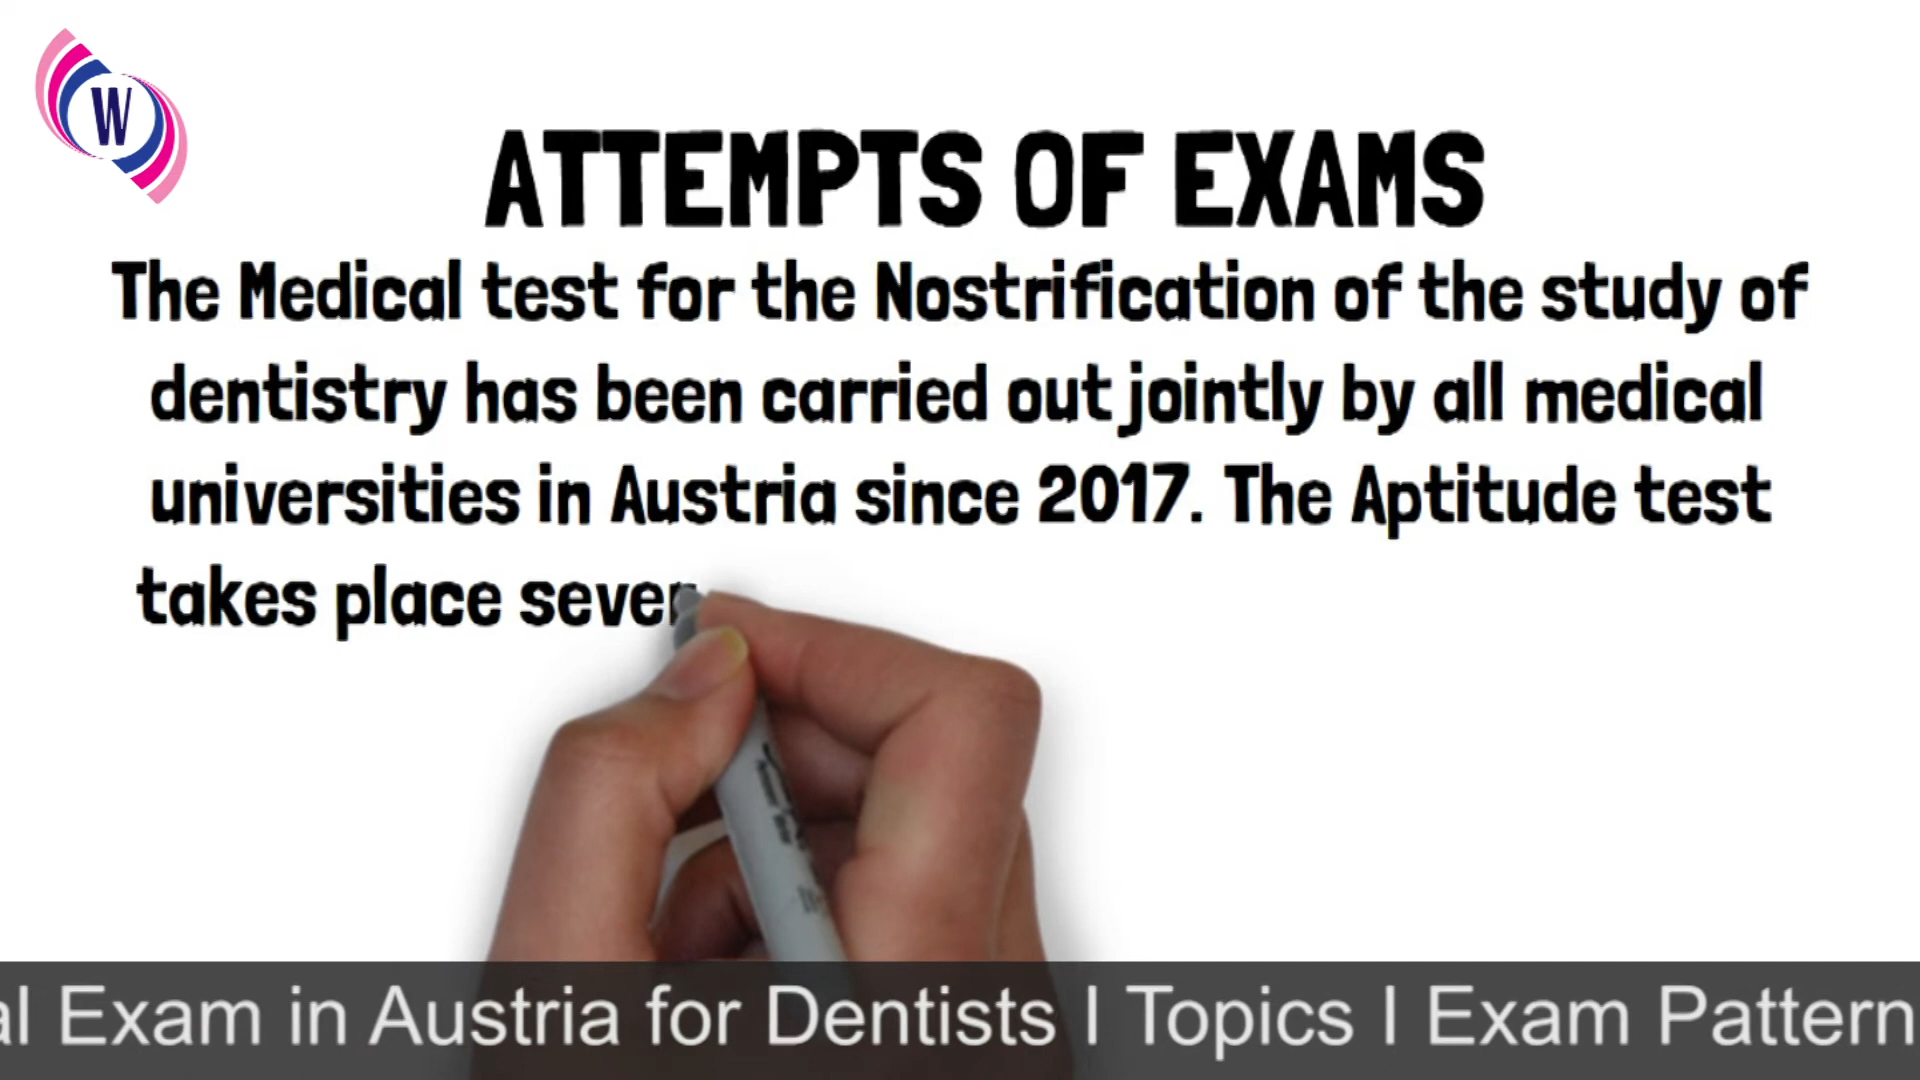 W
ATTEMPTS OF EXAMS
The Medical test for the Nostrification of the study of
dentistry has been carried out jointly by all medical
universities in Austria since 2017. The Aptitude test
takes place sever
al Exam in Austria for Dentists I Topics I Exam Pattern